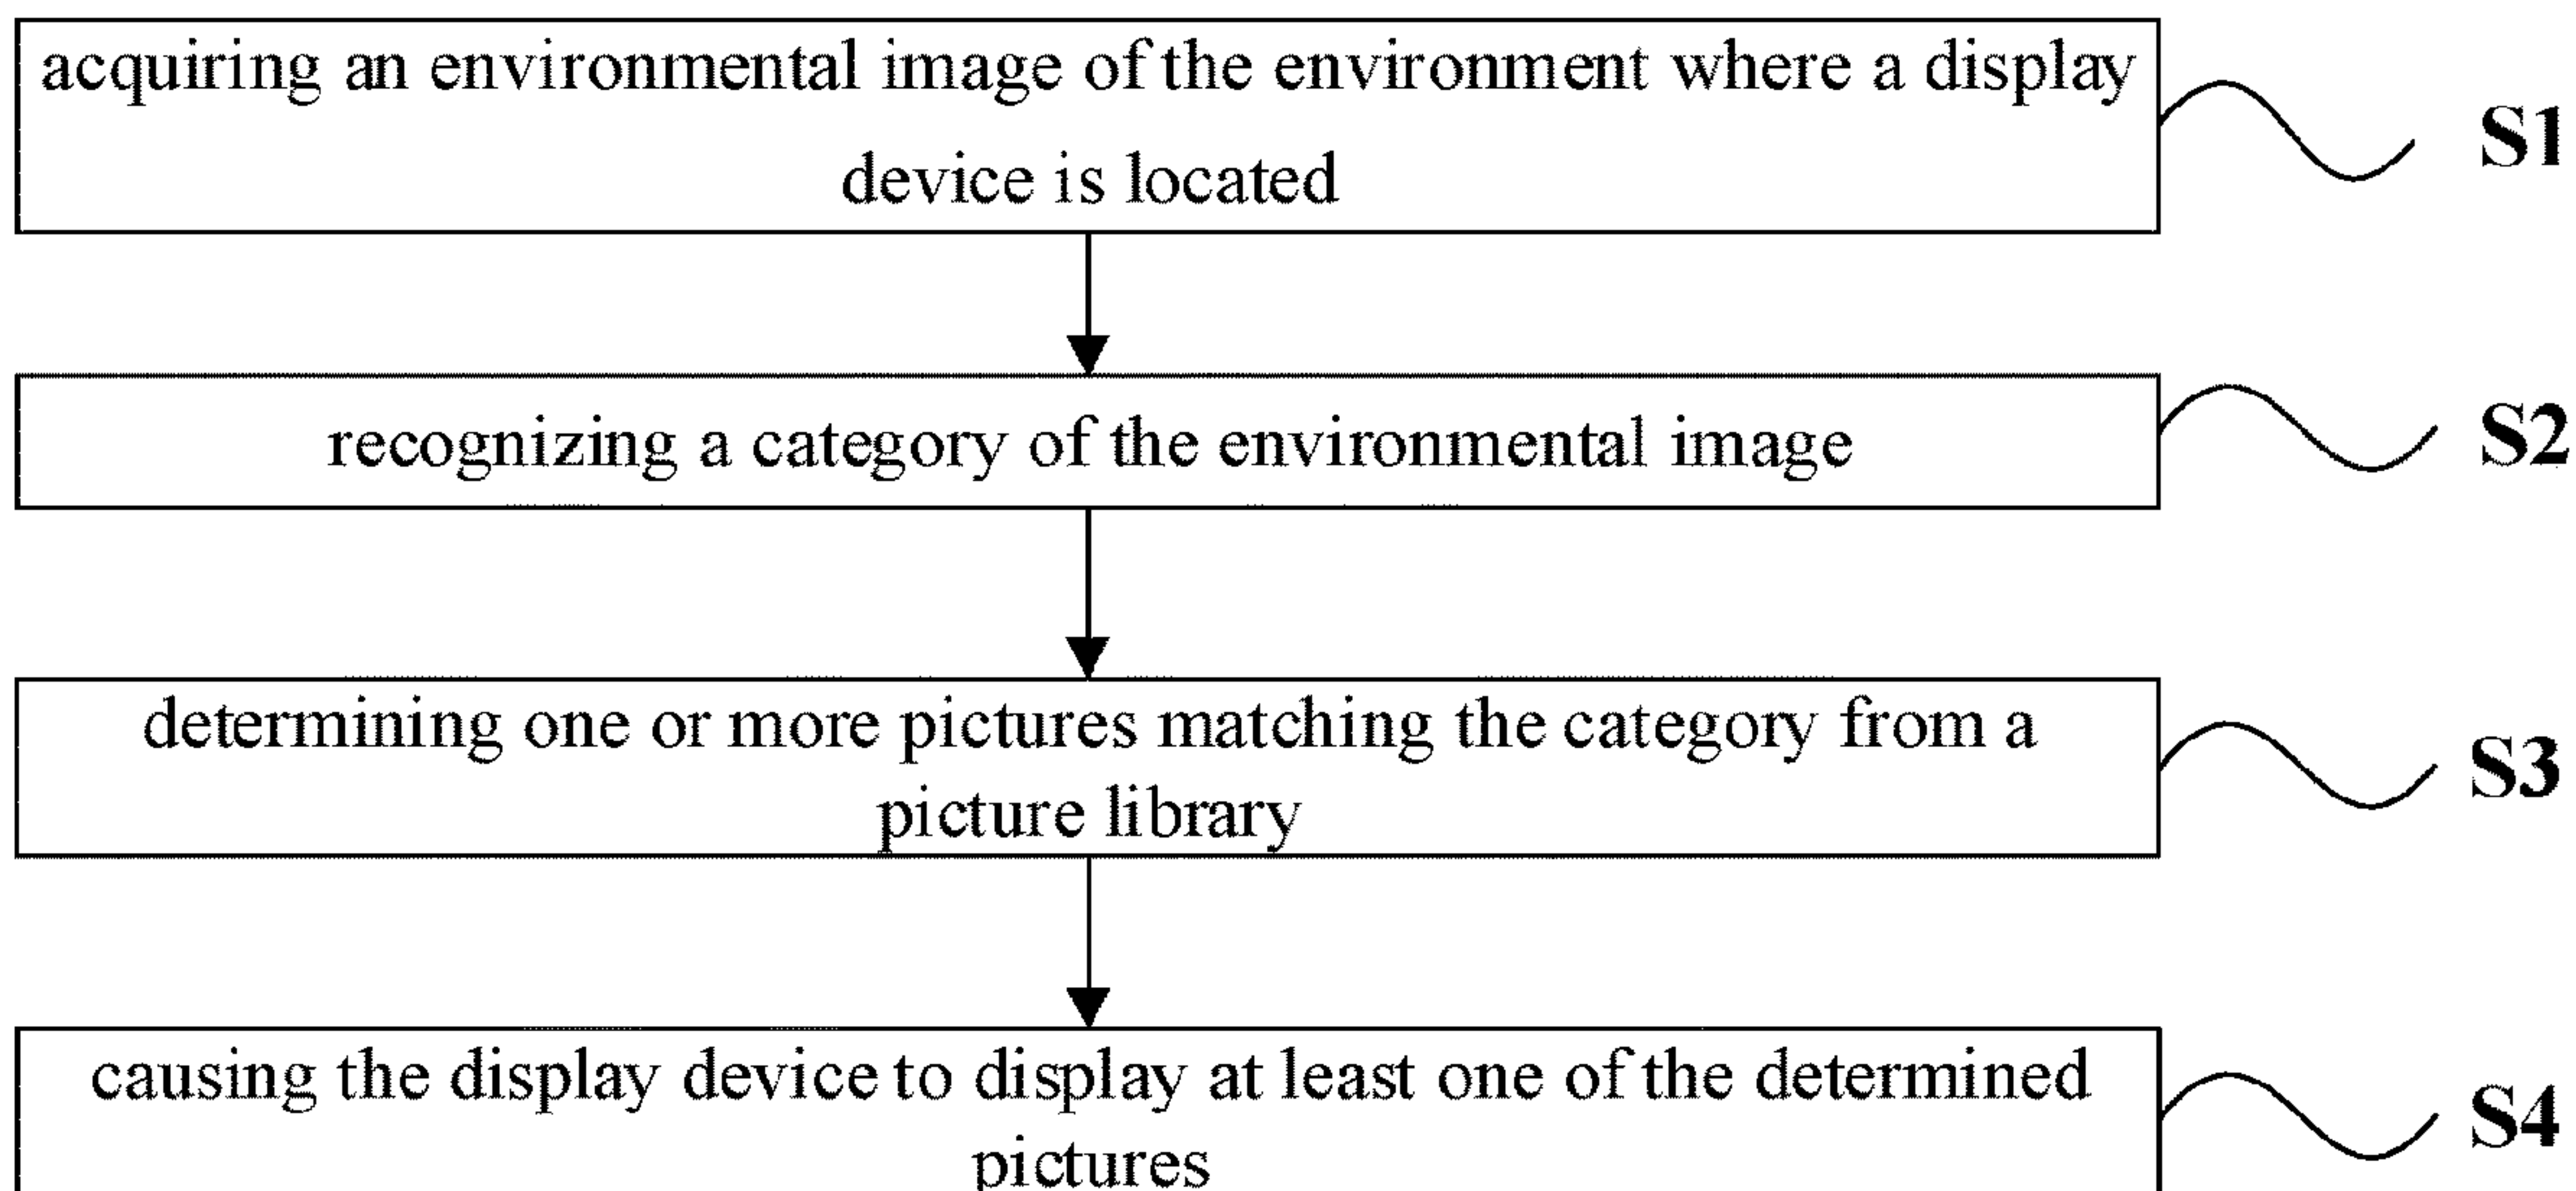 acquiring an environmental image of the environment where a display
device is located
S1
recognizing a category of the environmental image
S2
determining one or more pictures matching the category from a
picture library
S3
causing the display device to display at least one of the determined
pictures
S4